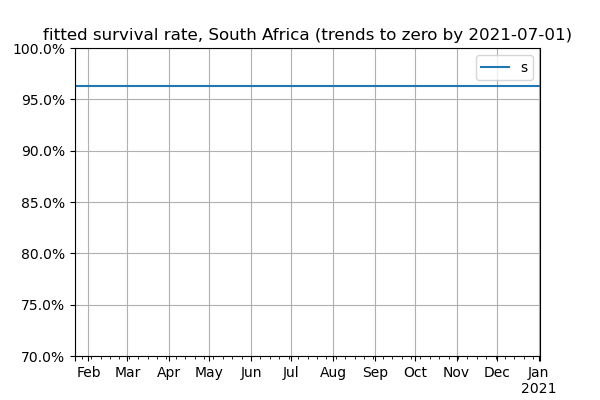 fitted survival rate, South Africa (trends to zero by 2021-07-01)
100.0%
s
95.0%
90.0%
85.0%
80.0%
75.0%
70.0%
Feb Mar Apr May Jun Jul Aug Sep Oct Nov Dec Jan
2021